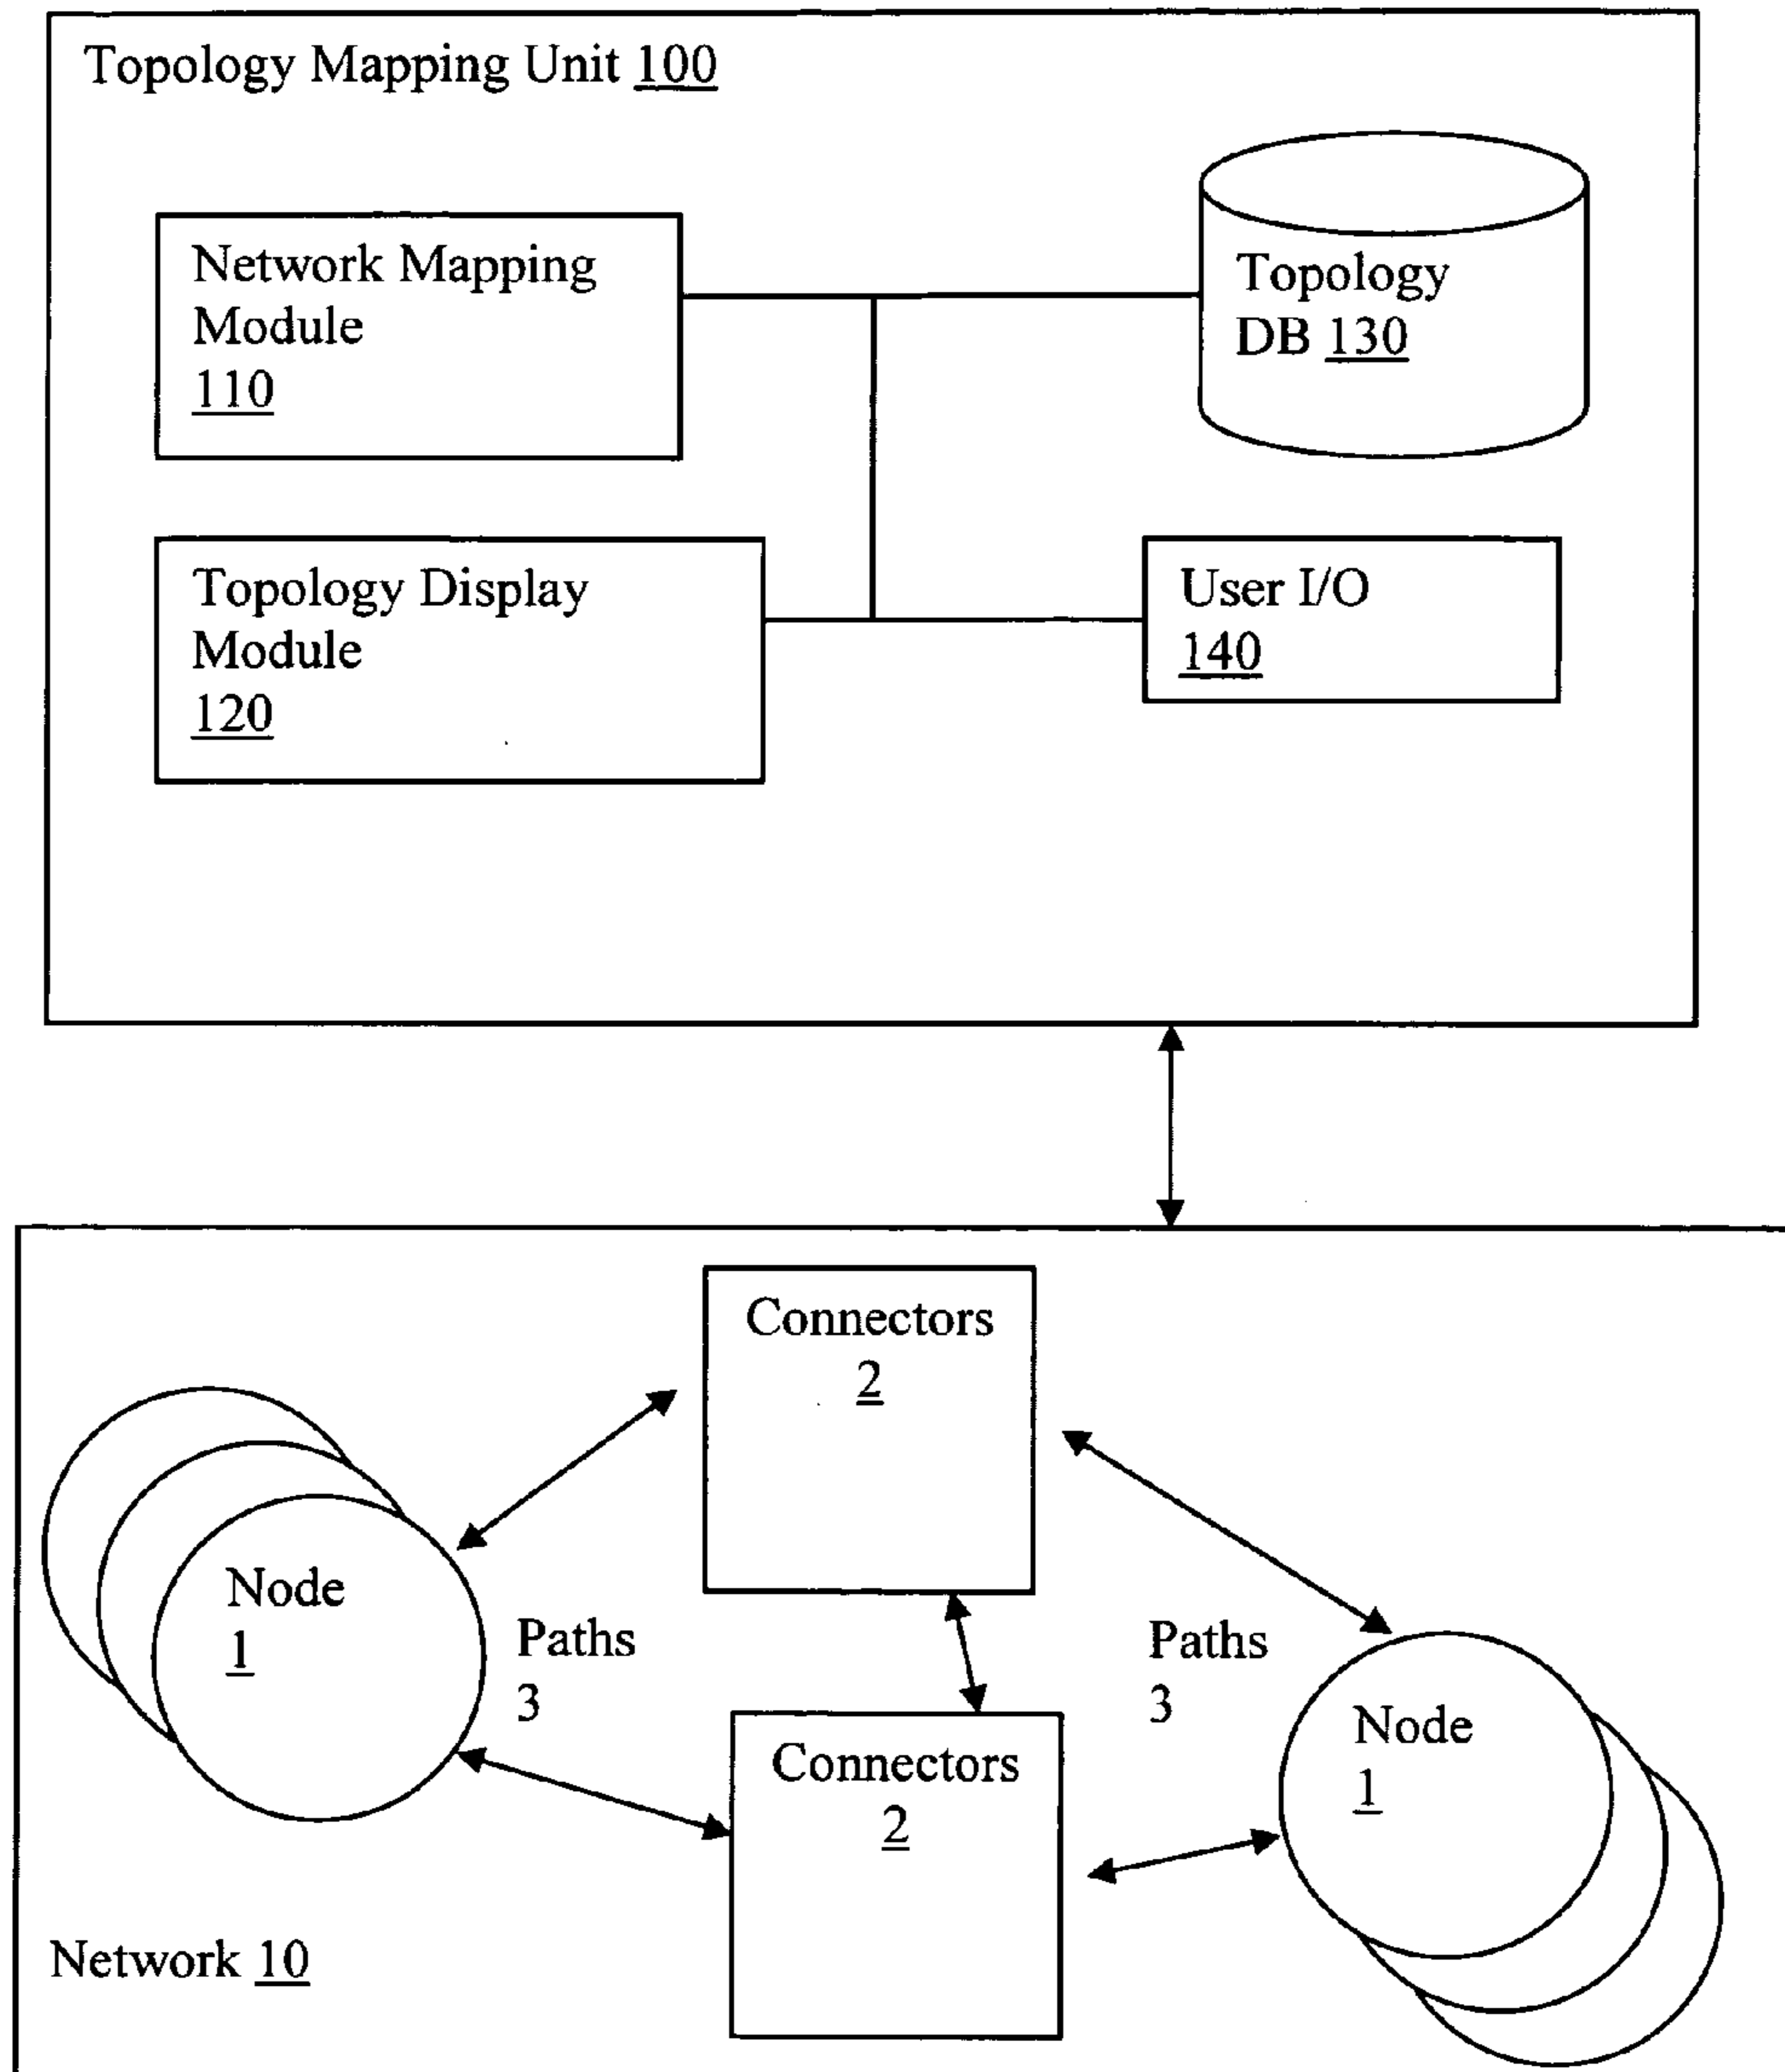 Topology Mapping Unit 100
Network Mapping
Module
110
Topology
DB 130
Topology Display
Module
120
User I/O
140
Connectors
2
Node
1
Paths
3
Paths
3
Node
1
Connectors
2
Network 10